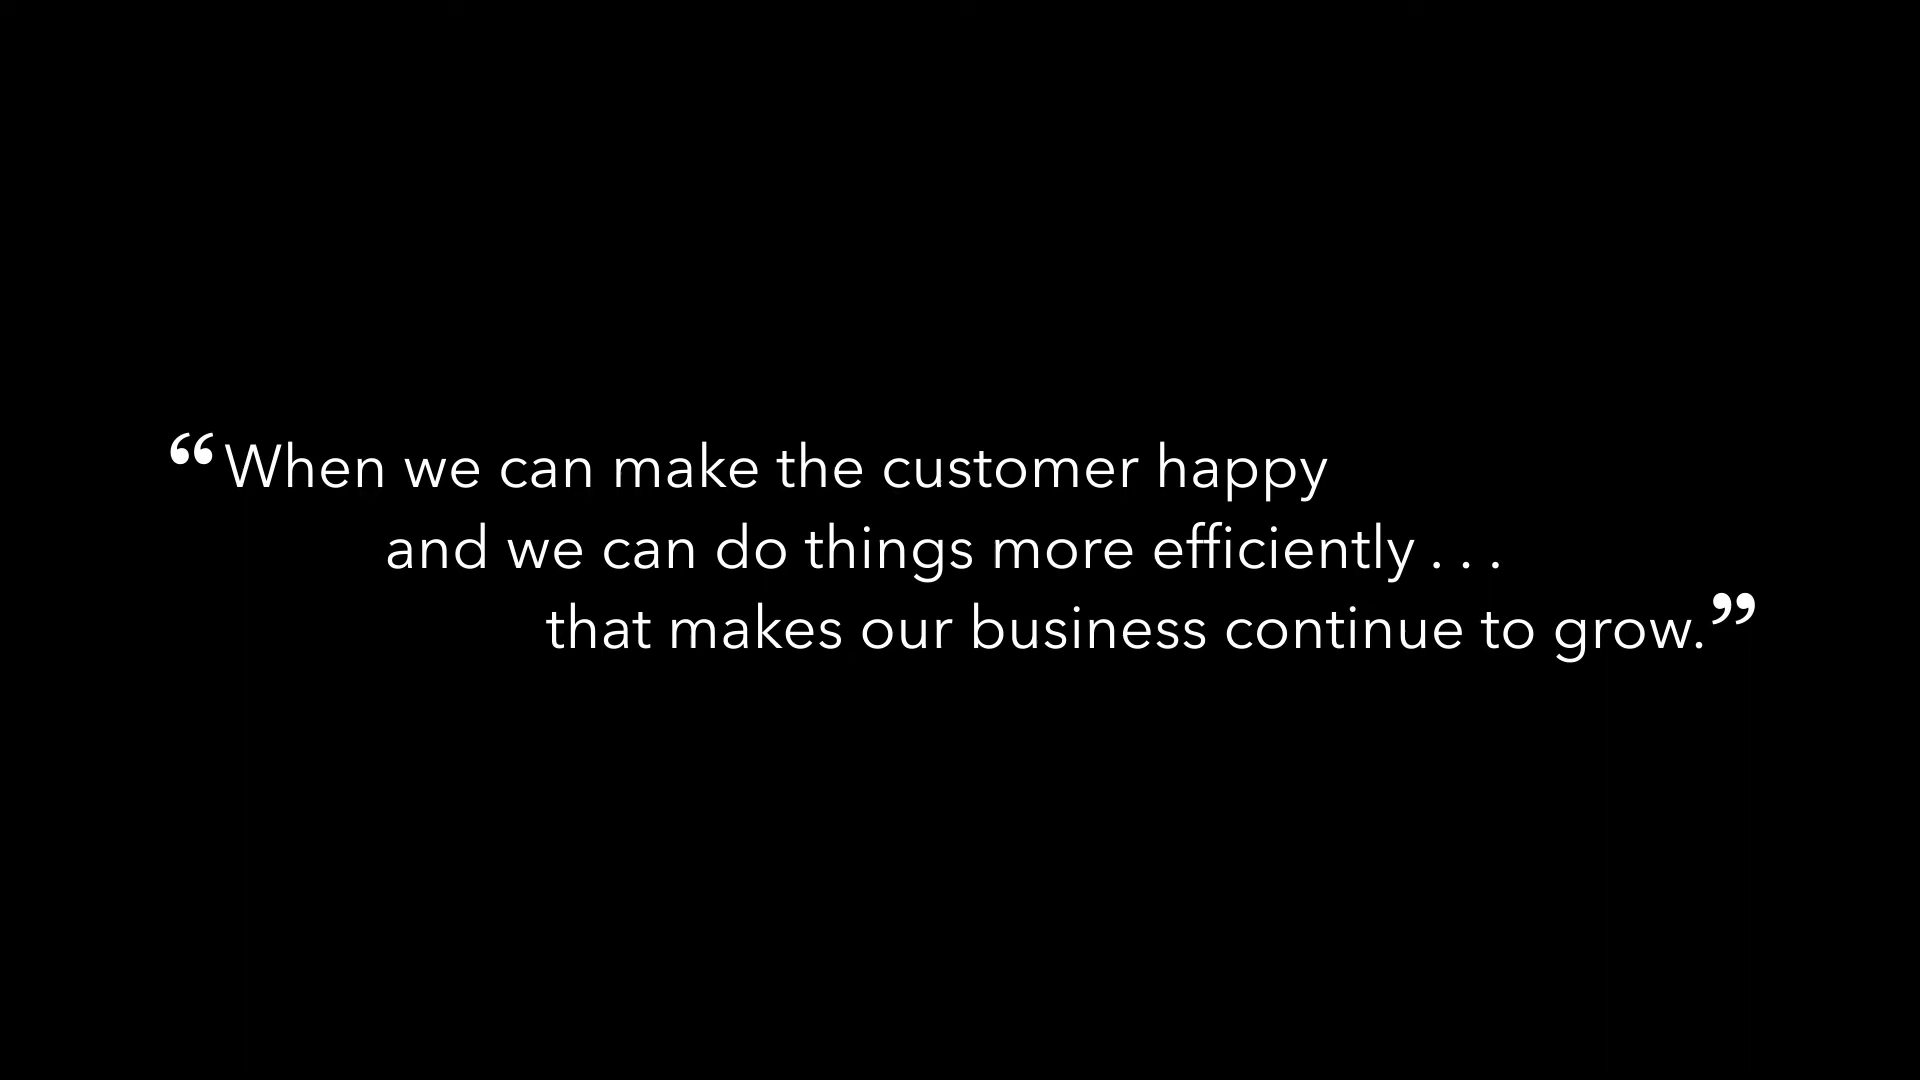 “When we can make the customer happy
and we can do things more efficiently . . .
that makes our business continue to grow.”